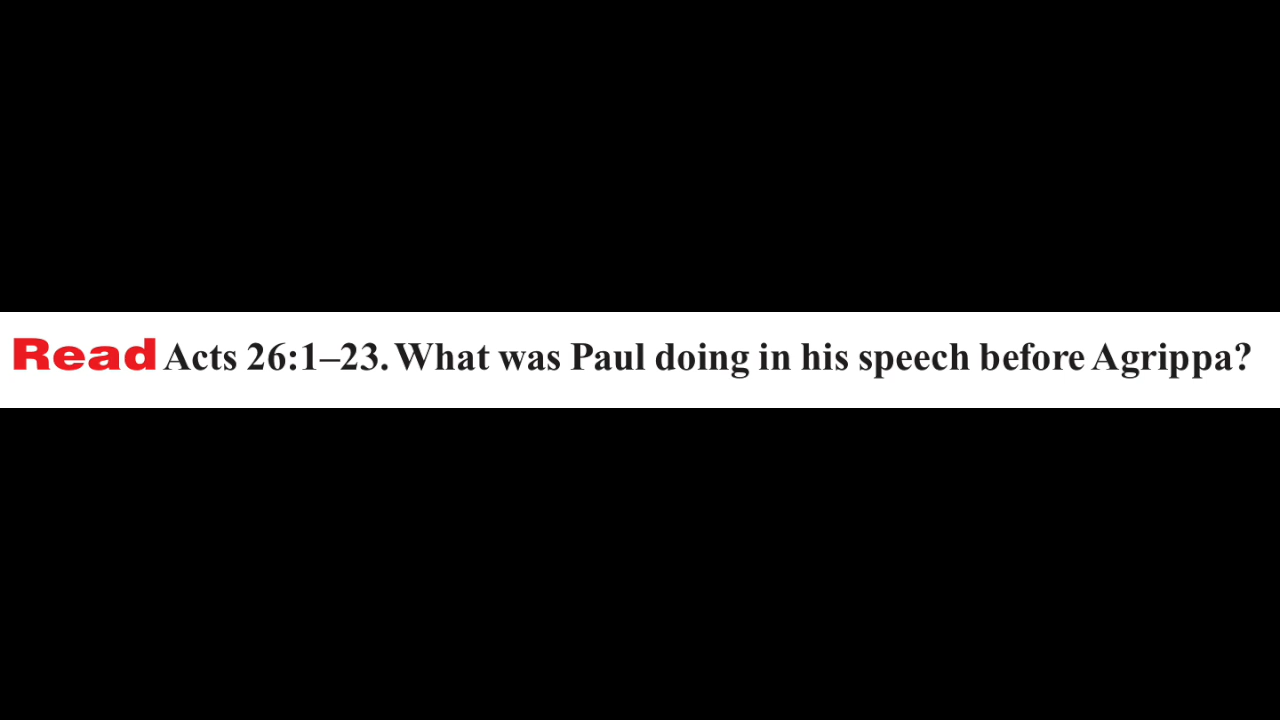 Read Acts 26:1–23. What was Paul doing in his speech before Agrippa?